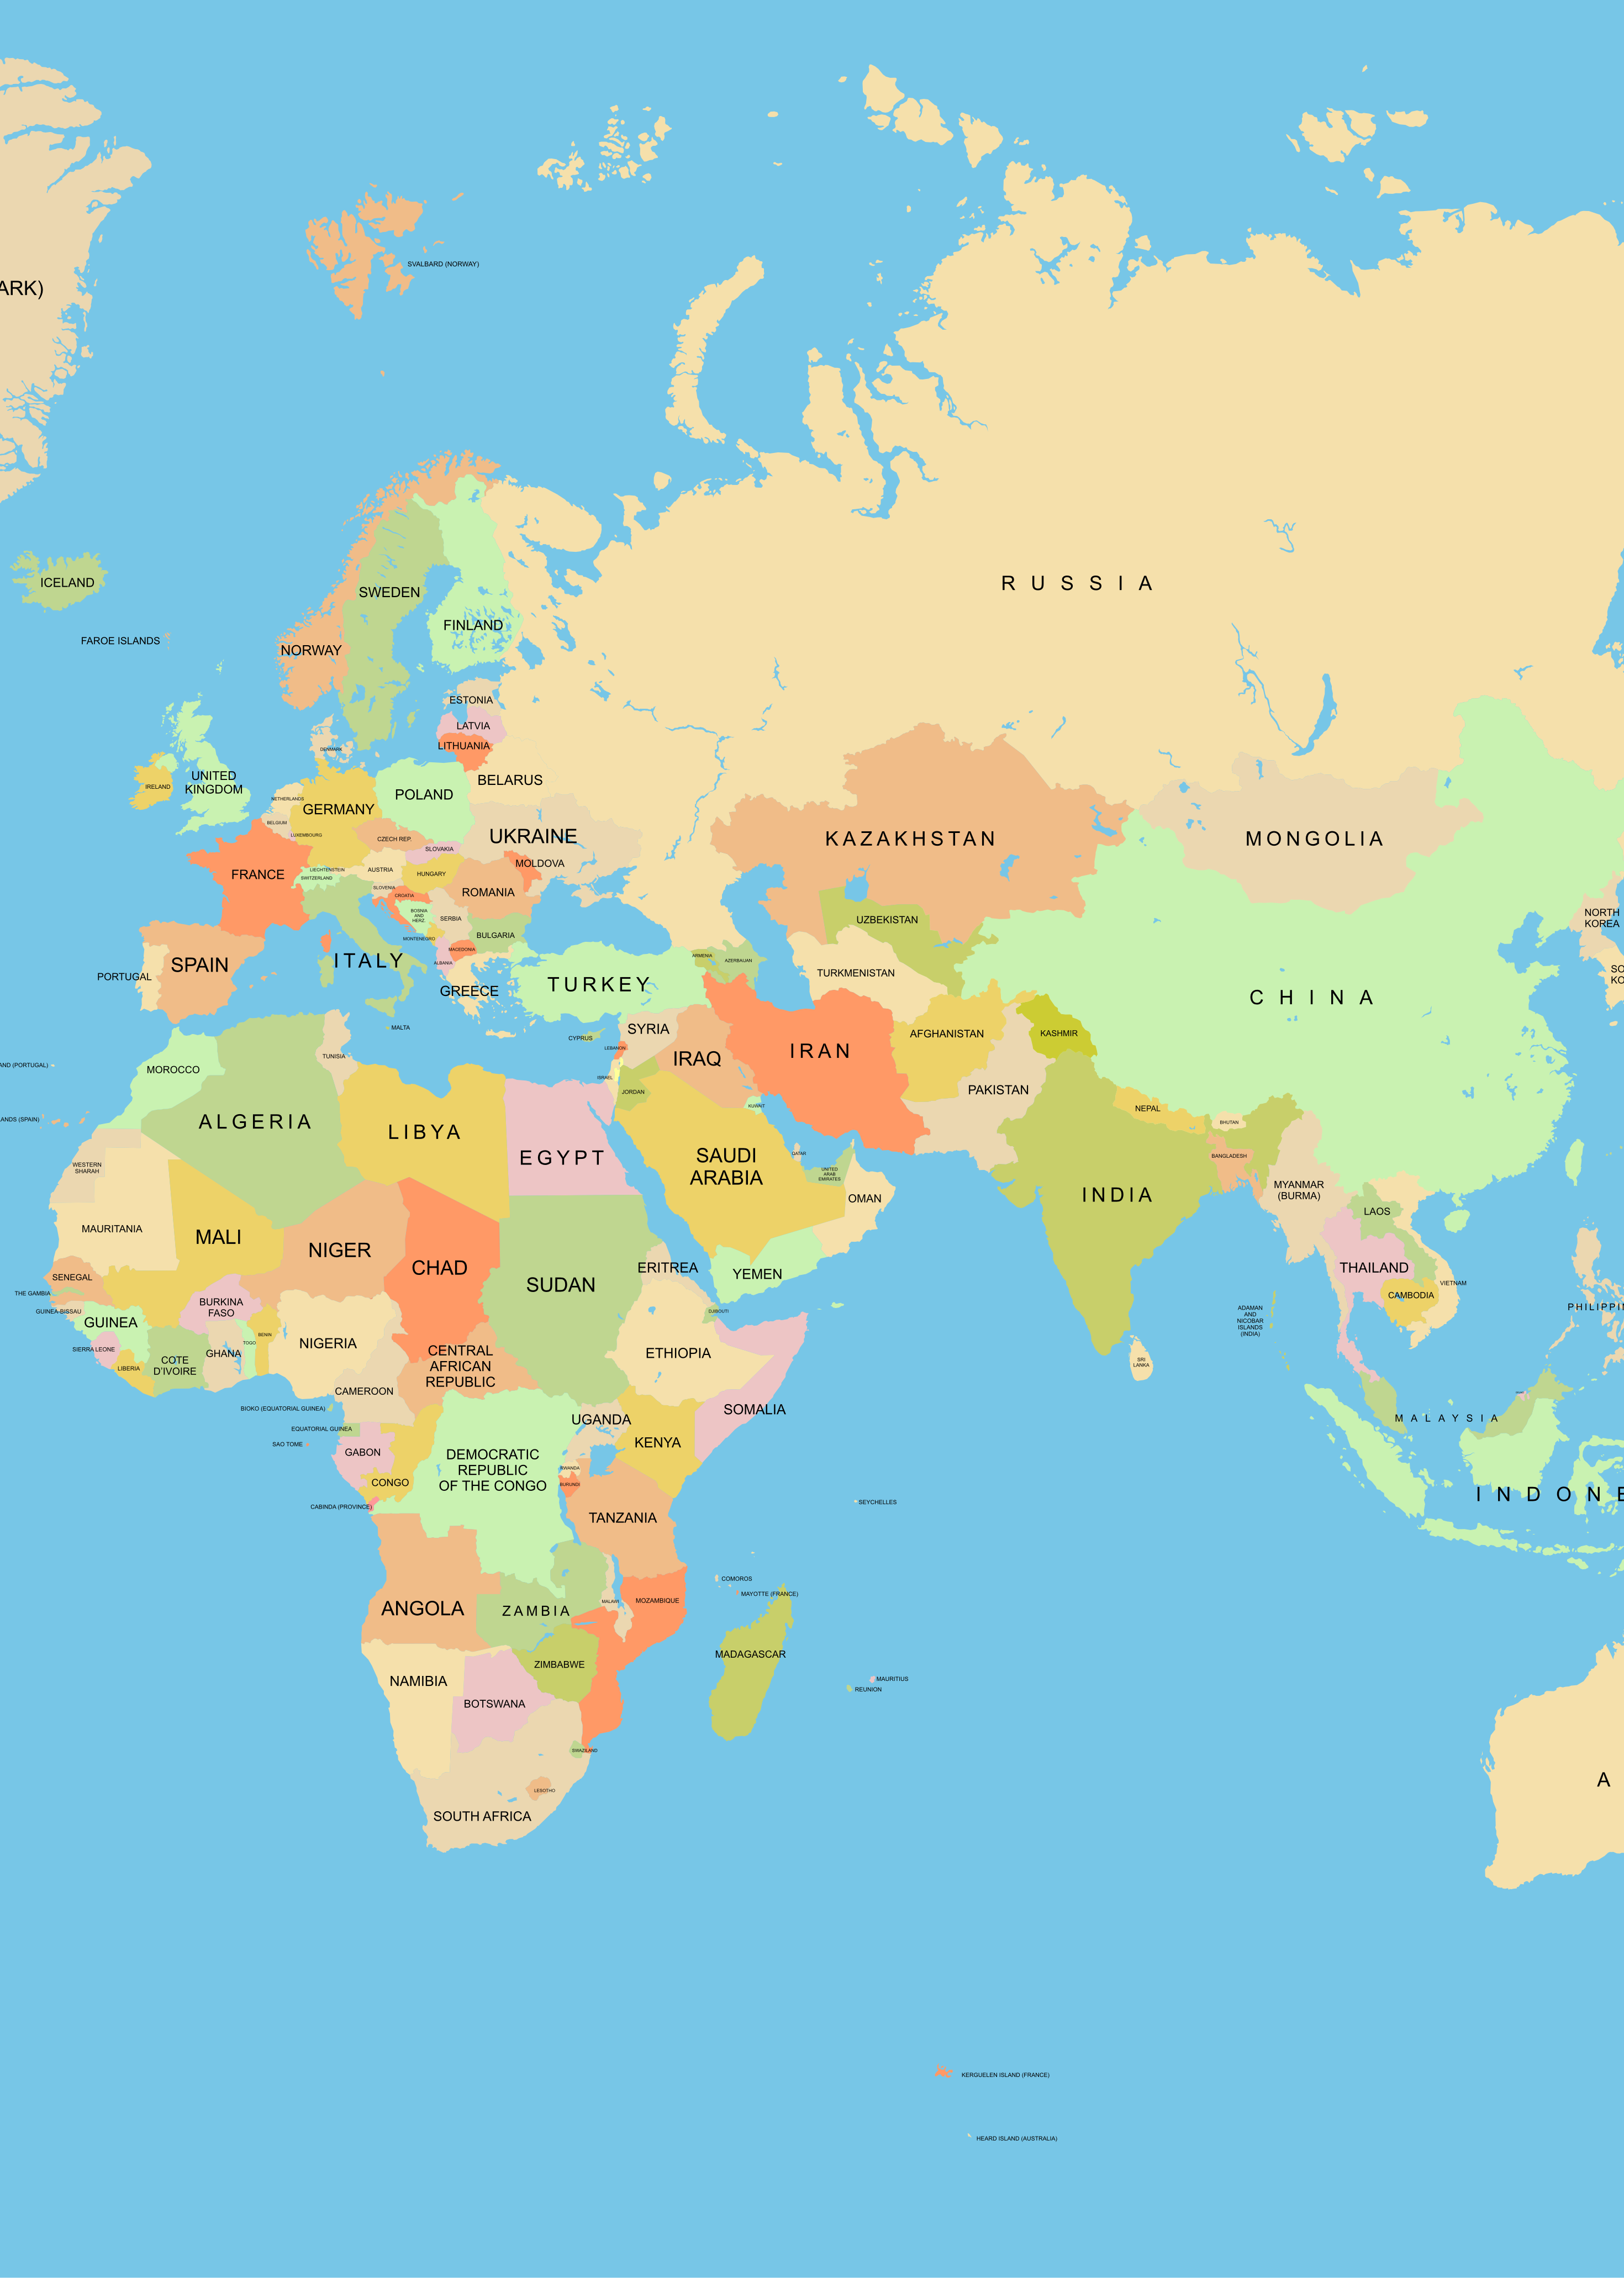 SVALBARD (NORWAY)
ARK)
ICELAND
SWEDEN
RUSSIA
FINLAND
FAROE ISLANDS
NORWAY
ESTONIA
LATVIA
LITHUANIA
DENMARK
UNITED
KINGDOM
IRELAND
BELARUS
NETHERLANDS
POLAND
GERMANY
BELGIUM
LUXEMBOURG
CZECH REP.
UKRAINE
KAZAKHSTAN
MONGOLIA
SLOVAKIA
MOLDOVA
FRANCE
LIECHTENSTEIN
SWITZERLAND
AUSTRIA
HUNGARY
SLOVENIA
CROATIA
ROMANIA
BOSNIA
AND
HERZ.
SERBIA
UZBEKISTAN
NORTH
KOREA
MONTENEGRO
BULGARIA
MACEDONIA
ALBANIA
ARMENIA
AZERBAIJAN
PORTUGAL
SPAIN
ITALY
TURKMENISTAN
SO
KO
GREECE
TURKEY
CHINA
MALTA
CYPRUS
SYRIA
AFGHANISTAN
KASHMIR
LEBANON
IRAQ
IRAN
TUNISIA
AND (PORTUGAL)
MOROCCO
ISRAEL
JORDAN
PAKISTAN
KUWAIT
NEPAL
ANDS (SPAIN)
ALGERIA
LIBYA
BHUTAN
EGYPT
SAUDI
ARABIA
QATAR
BANGLADESH
WESTERN
SHARAH
UNITED
ARAB
EMIRATES
OMAN
INDIA
MYANMAR
(BURMA)
LAOS
MAURITANIA
MALI
NIGER
CHAD
SUDAN
ERITREA
YEMEN
THAILAND
SENEGAL
VIETNAM
THE GAMBIA
CAMBODIA
GUINEA-BISSAU
BURKINA
FASO
DJIBOUTI
ADAMAN
AND
NICOBAR
ISLANDS
(INDIA)
PHILIPPIN
GUINEA
BENIN
TOGO
NIGERIA
SIERRA LEONE
GHANA
COTE
D'IVOIRE
LIBERIA
CENTRAL
AFRICAN
REPUBLIC
ETHIOPIA
SRI
LANKA
CAMEROON
BIOKO (EQUATORIAL GUINEA)
SOMALIA
UGANDA
MALAYSIA
EQUATORIAL GUINEA
SAO TOME
GABON
KENYA
DEMOCRATIC
REPUBLIC
OF THE CONGO
RWANDA
CONGO
BURUNDI
INDONE
CABINDA (PROVINCE)
SEYCHELLES
TANZANIA
COMOROS
MAYOTTE (FRANCE)
MALAWI
MOZAMBIQUE
ANGOLA
ZAMBIA
MADAGASCAR
ZIMBABWE
NAMIBIA
MAURITIUS
REUNION
BOTSWANA
SWAZILAND
A
LESOTHO
SOUTH AFRICA
KERGUELEN ISLAND (FRANCE)
HEARD ISLAND (AUSTRALIA)